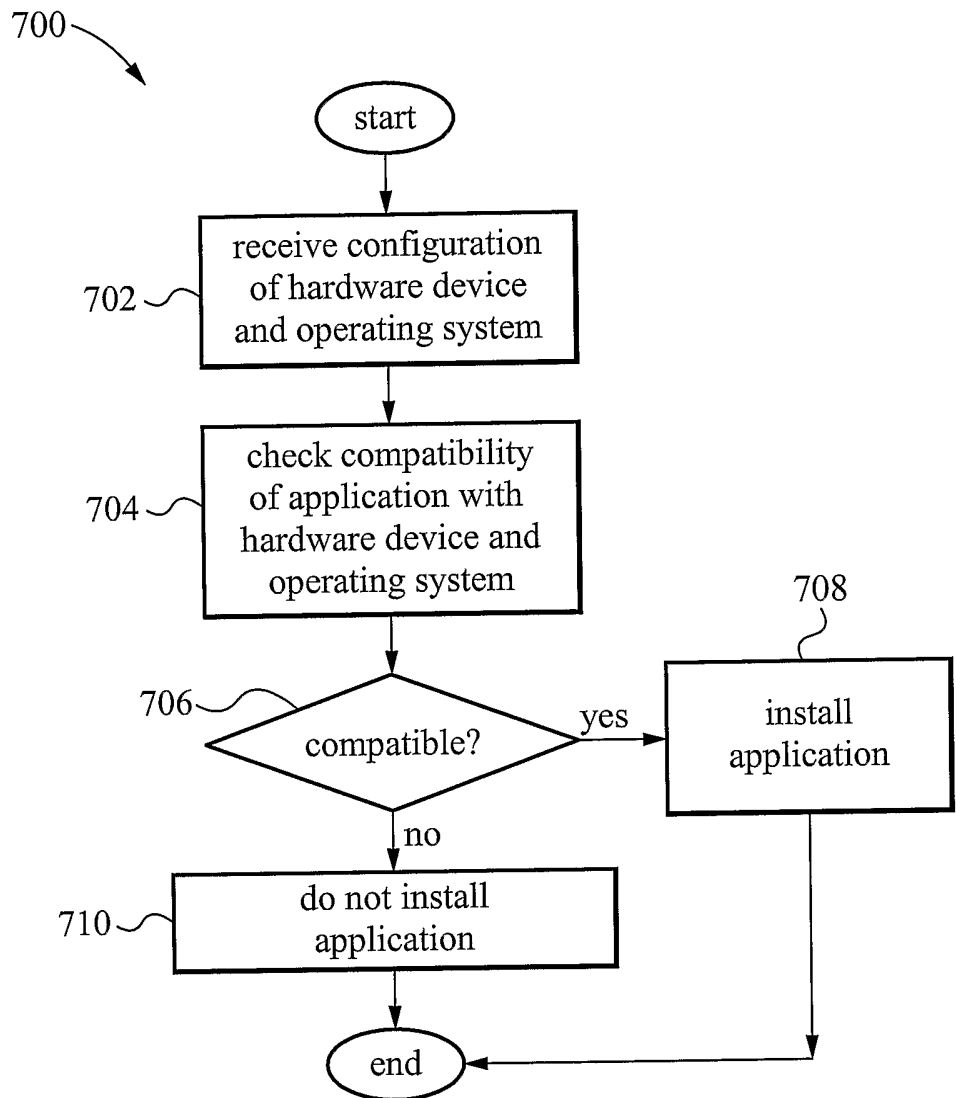 700
start
receive configuration
of hardware device
and operating system
702
check compatibility
of application with
hardware device and
operating system
704
706
compatible?
yes
708
install
application
no
do not install
application
710
end